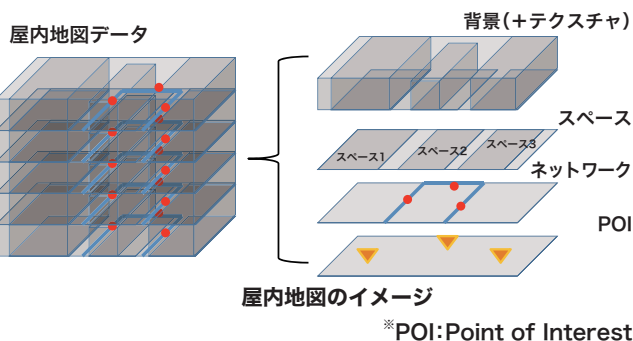 屋内地図データ
背景(+テクスチャ)
スペース
スペース1
スペース2
スペース3
ネットワーク
POI
屋内地図のイメージ
※POI:Point of Interest